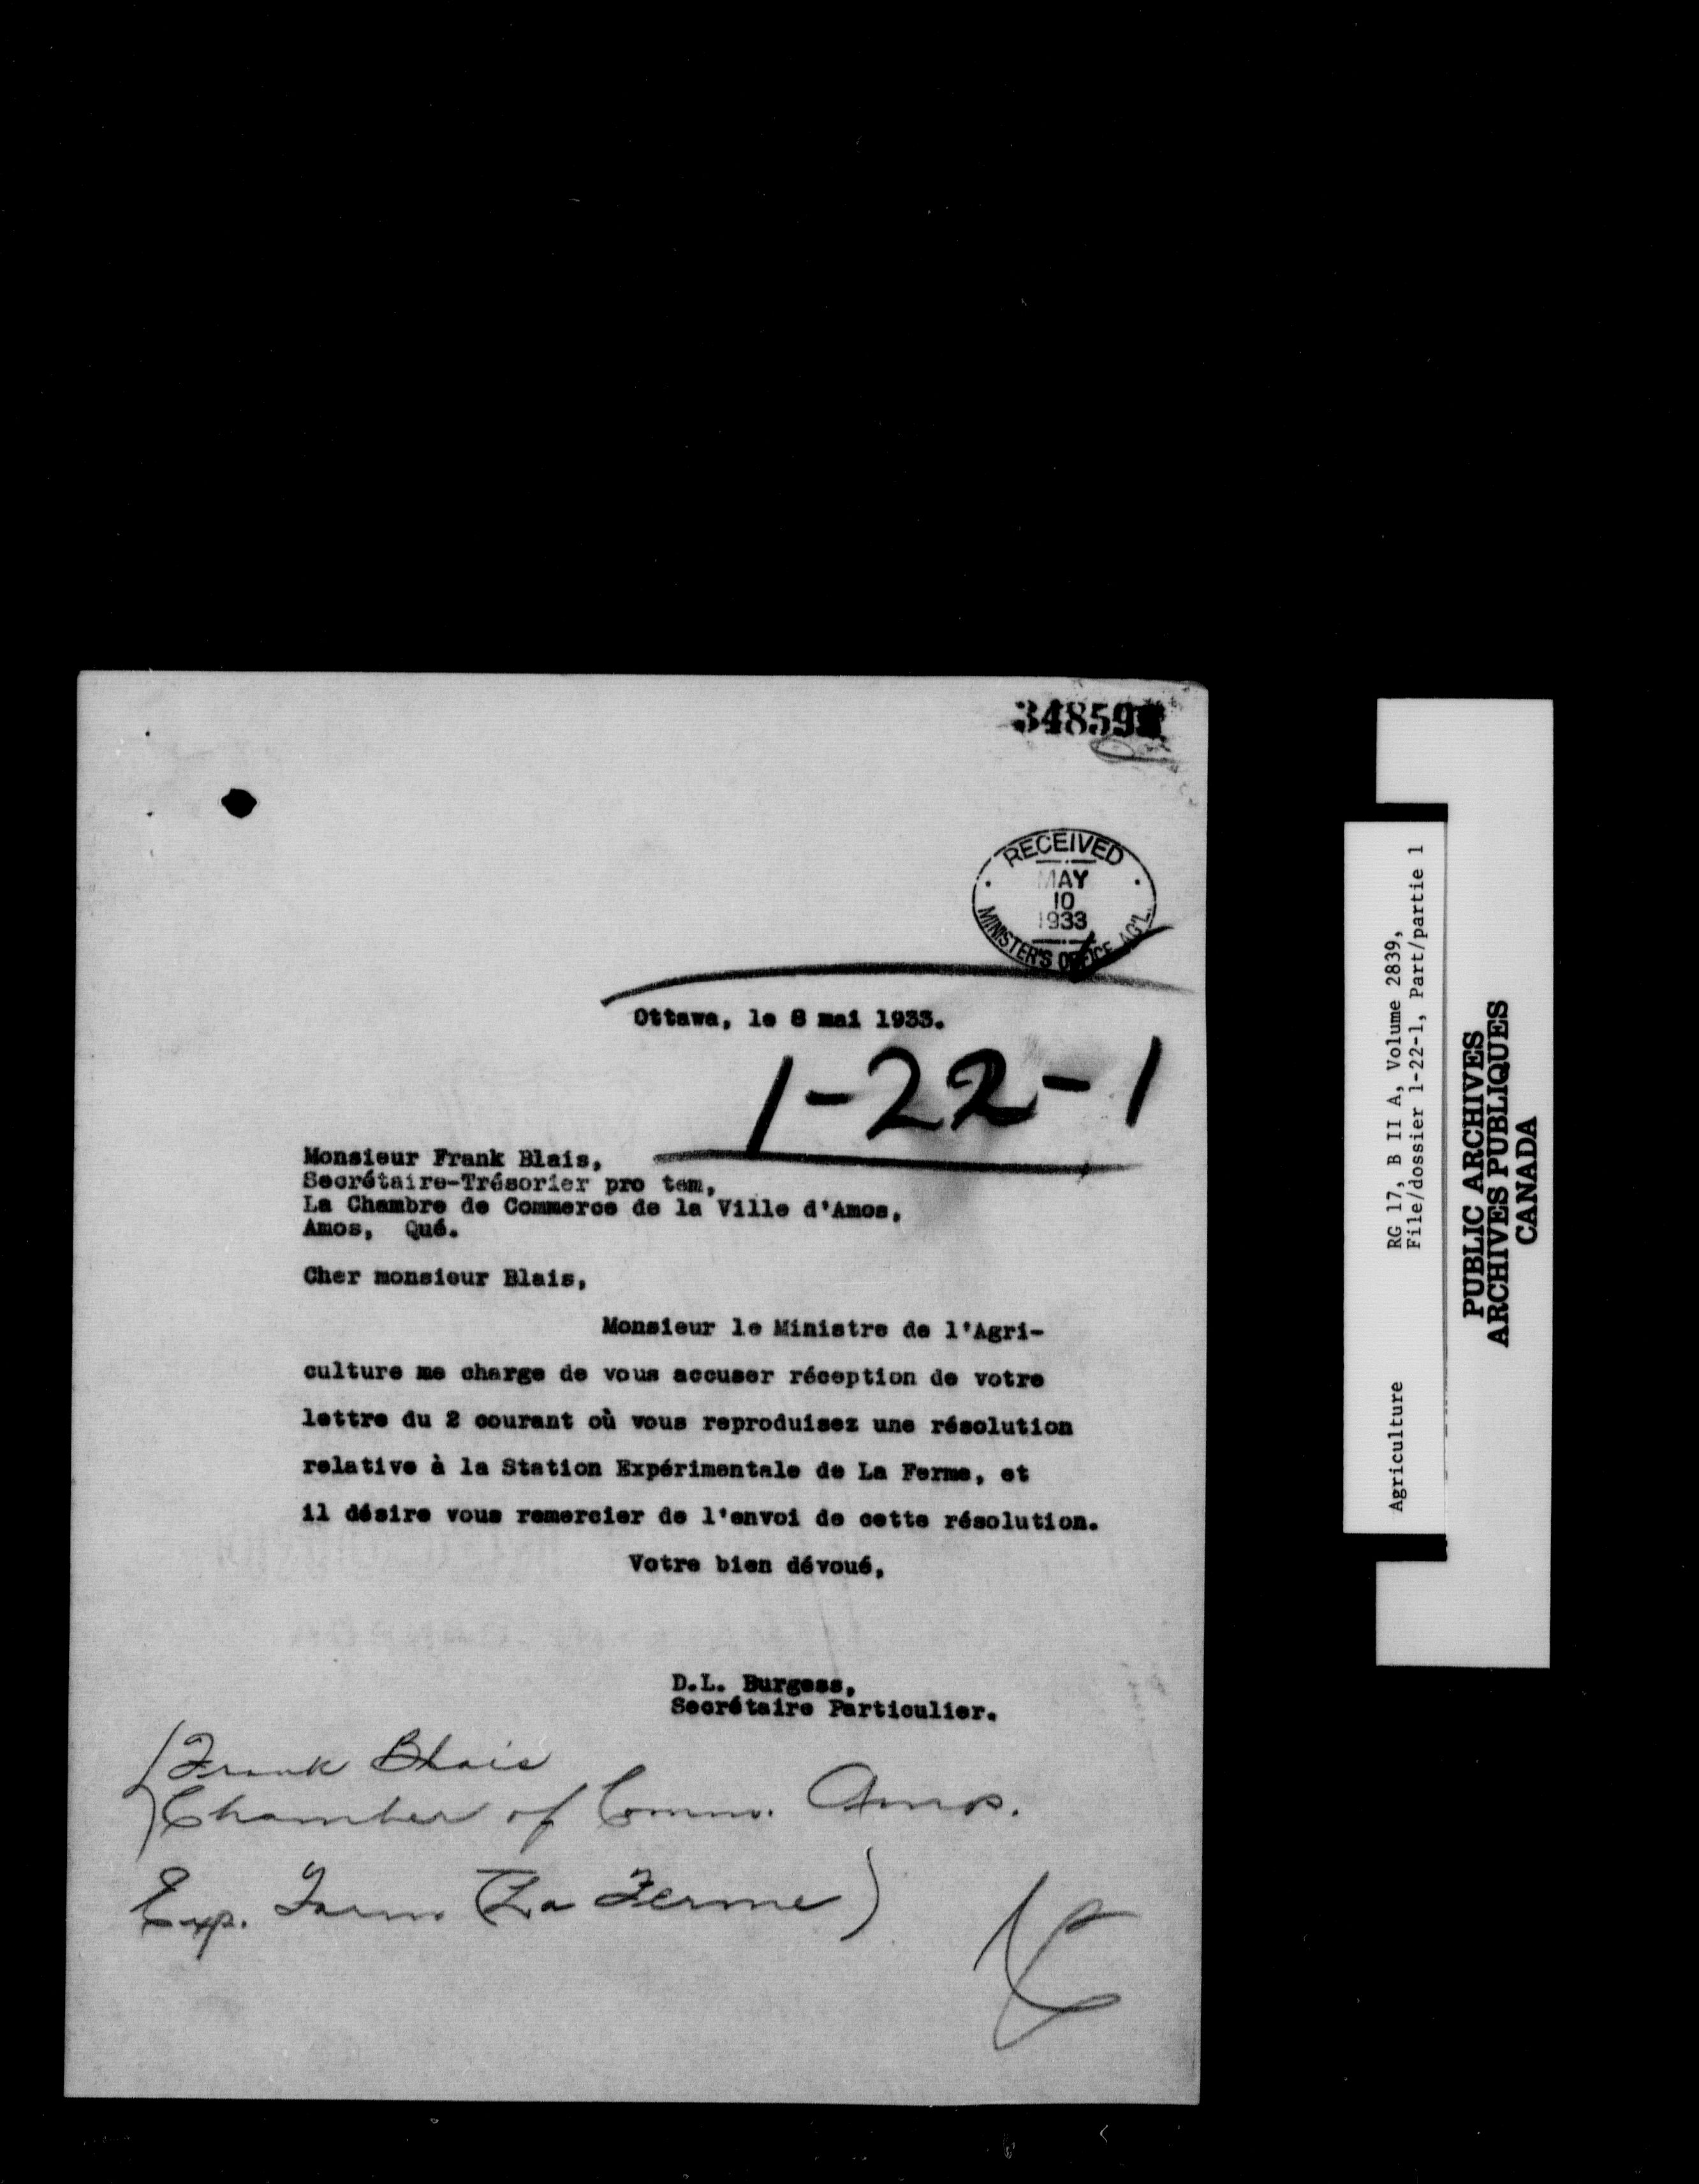 RECEIVED
MAY
10
1933
MINISTER'S OFFICE AG'L.
Ottawa, le 8 mai 1933.
1-22-1
Monsieur Frank Blais,
Secrétaire-Trésorier pro tem,
La Chambre de Commerce de la Ville d'Amos,
Amos, Qué.
Cher monsieur Blais,
Monsieur le Ministre de l'Agri-
culture me charge de vous accuser réception de votre
lettre du 2 courant où vous reproduisez une résolution
relative à la Station Expérimentale de La Ferme, et
il désire vous remercier de l'envoi de cette résolution.
Votre bien dévoué,
D.L. Burgess,
Secrétaire Particulier.
Frank Blais
Chamber of Comm. Amos.
Exp. Farm (La Ferme)
Agriculture RG 17, B II A, Volume 2839,
File/dossier 1-22-1, Part/partie 1
PUBLIC ARCHIVES
ARCHIVES PUBLIQUES
CANADA